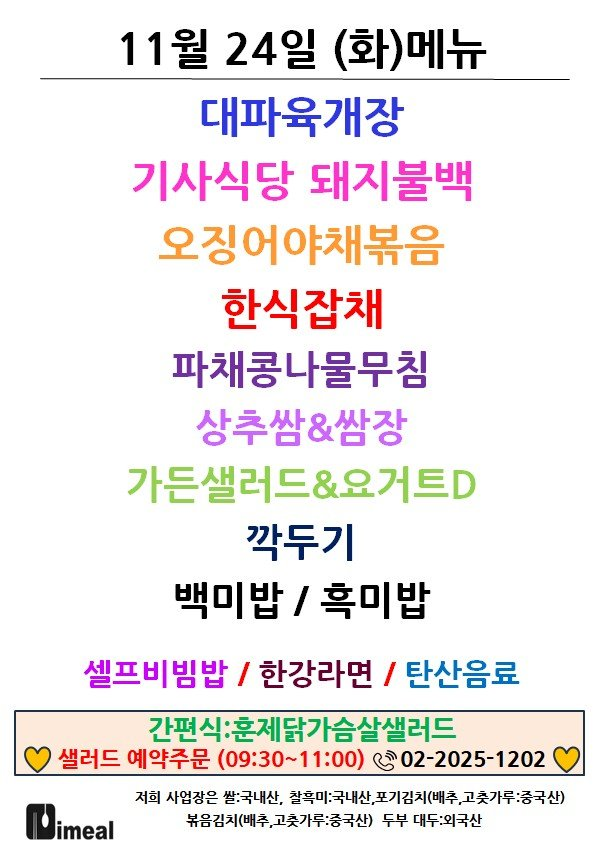 11월 24일 (화)메뉴
대파육개장
기사식당 돼지불백
오징어야채볶음
한식잡채
파채콩나물무침
상추쌈&쌈장
가든샐러드&요거트D
깍두기
백미밥 / 흑미밥
셀프비빔밥 / 한강라면 / 탄산음료
간편식:훈제닭가슴살샐러드
샐러드 예약주문 (09:30~11:00) 02-2025-1202
저희 사업장은 쌀:국내산, 찰흑미:국내산,포기김치(배추,고춧가루:중국산)
볶음김치(배추,고춧가루:중국산) 두부 대두:외국산
imeal